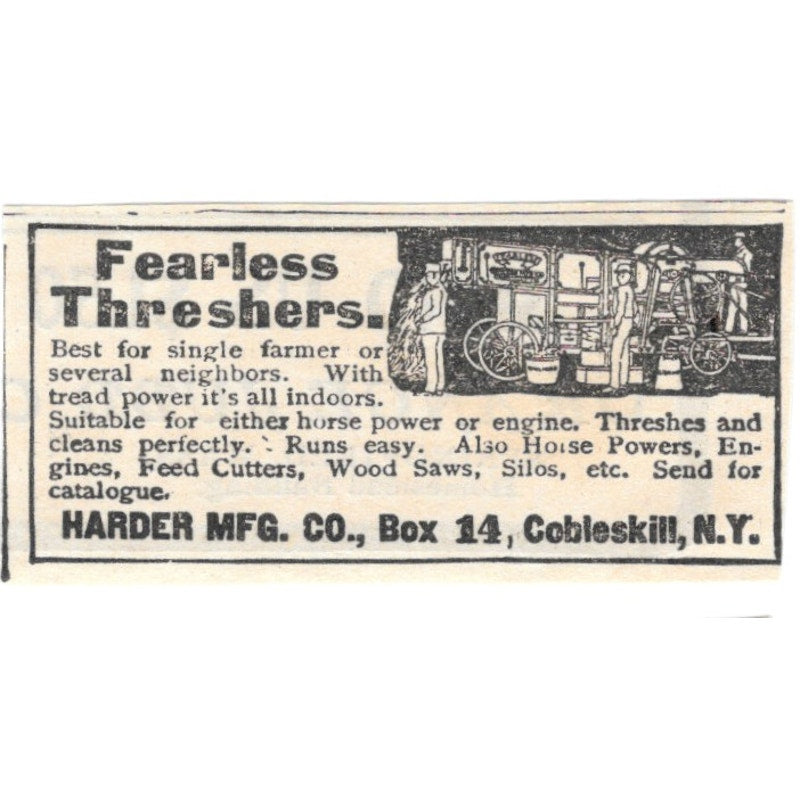 Fearless
Threshers.
Best for single farmer or
several neighbors. With
tread power it's all indoors.
Suitable for either horse power or engine. Threshes and
cleans perfectly. Runs easy. Also Horse Powers, En-
gines, Feed Cutters, Wood Saws, Silos, etc. Send for
catalogue.
HARDER MFG. CO., Box 14, Cobleskill, N.Y.